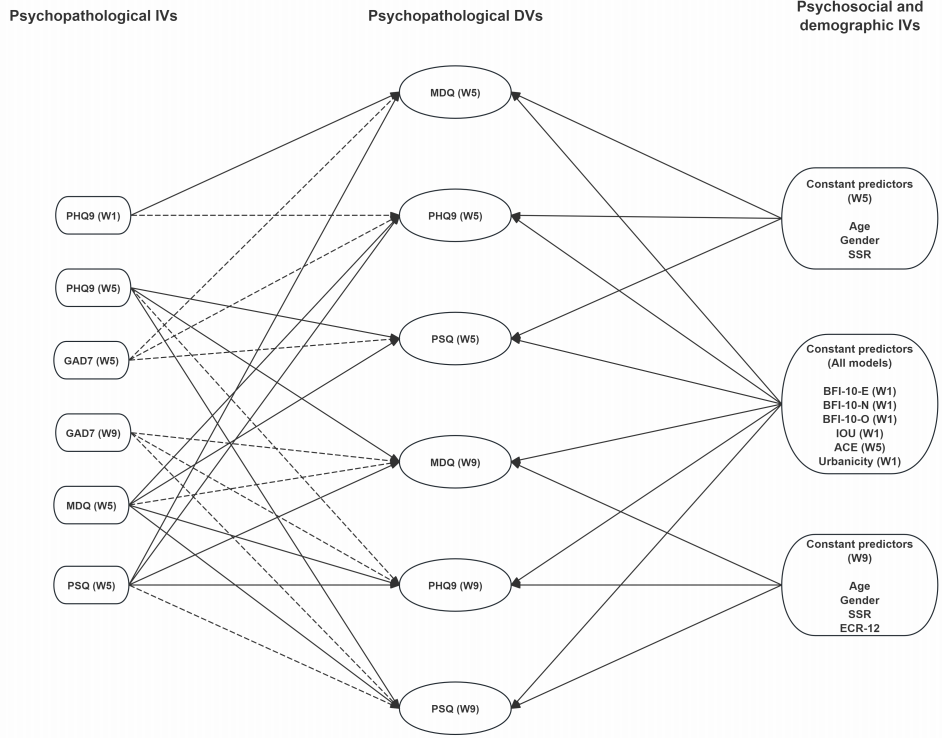 Psychopathological IVs
Psychopathological DVs
Psychosocial and
demographic IVs
PHQ9 (W1)
PHQ9 (W5)
GAD7 (W5)
GAD7 (W9)
MDQ (W5)
PSQ (W5)
MDQ (W5)
PHQ9 (W5)
PSQ (W5)
MDQ (W9)
PHQ9 (W9)
PSQ (W9)
Constant predictors
(W5)
Age
Gender
SSR
Constant predictors
(All models)
BFI-10-E (W1)
BFI-10-N (W1)
BFI-10-O (W1)
IOU (W1)
ACE (W5)
Urbanicity (W1)
Constant predictors
(W9)
Age
Gender
SSR
ECR-12